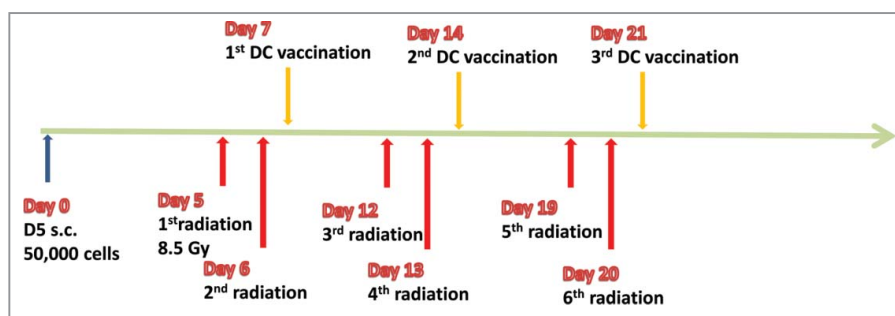 Day 7
1st DC vaccination
Day 14
2nd DC vaccination
Day 21
3rd DC vaccination
Day 0
D5 s.c.
50,000 cells
Day 5
1stradiation
8.5 Gy
Day 6
2nd radiation
Day 12
3rd radiation
Day 13
4th radiation
Day 19
5th radiation
Day 20
6th radiation